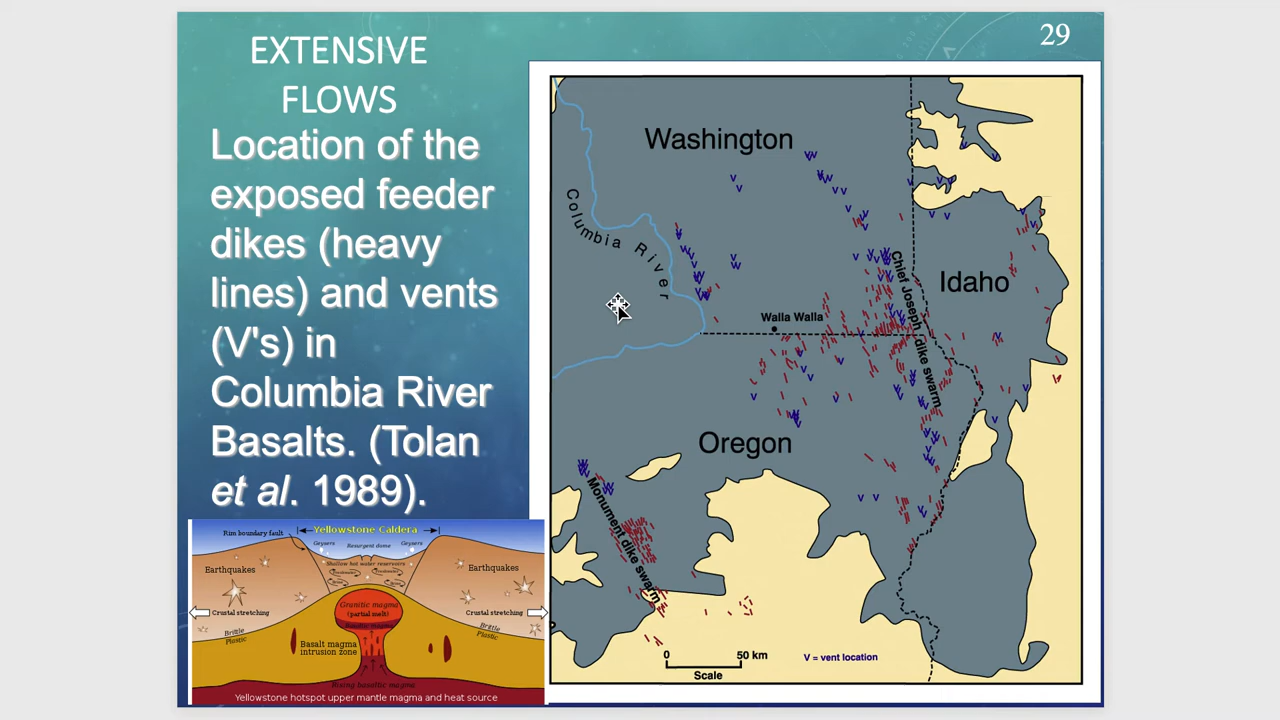 29
EXTENSIVE
FLOWS
Location of the
exposed feeder
dikes (heavy
lines) and vents
(V's) in
Columbia River
Basalts. (Tolan
et al. 1989).
Washington
Columbia River
Idaho
Chief Joseph dike swarm
Walla Walla
Oregon
Monument dike swarm
0 50 km
Scale
V = vent location
Yellowstone Caldera
Rim boundary fault
Geysers Resurgent dome Geysers
Shallow hot water reservoirs
Earthquakes Earthquakes
Granitic magma
(partial melt)
Crustal stretching Crustal stretching
Basaltic magma
Brittle Brittle
Plastic Plastic
Basalt magma
intrusion zone
Rising basaltic magma
Yellowstone hotspot upper mantle magma and heat source